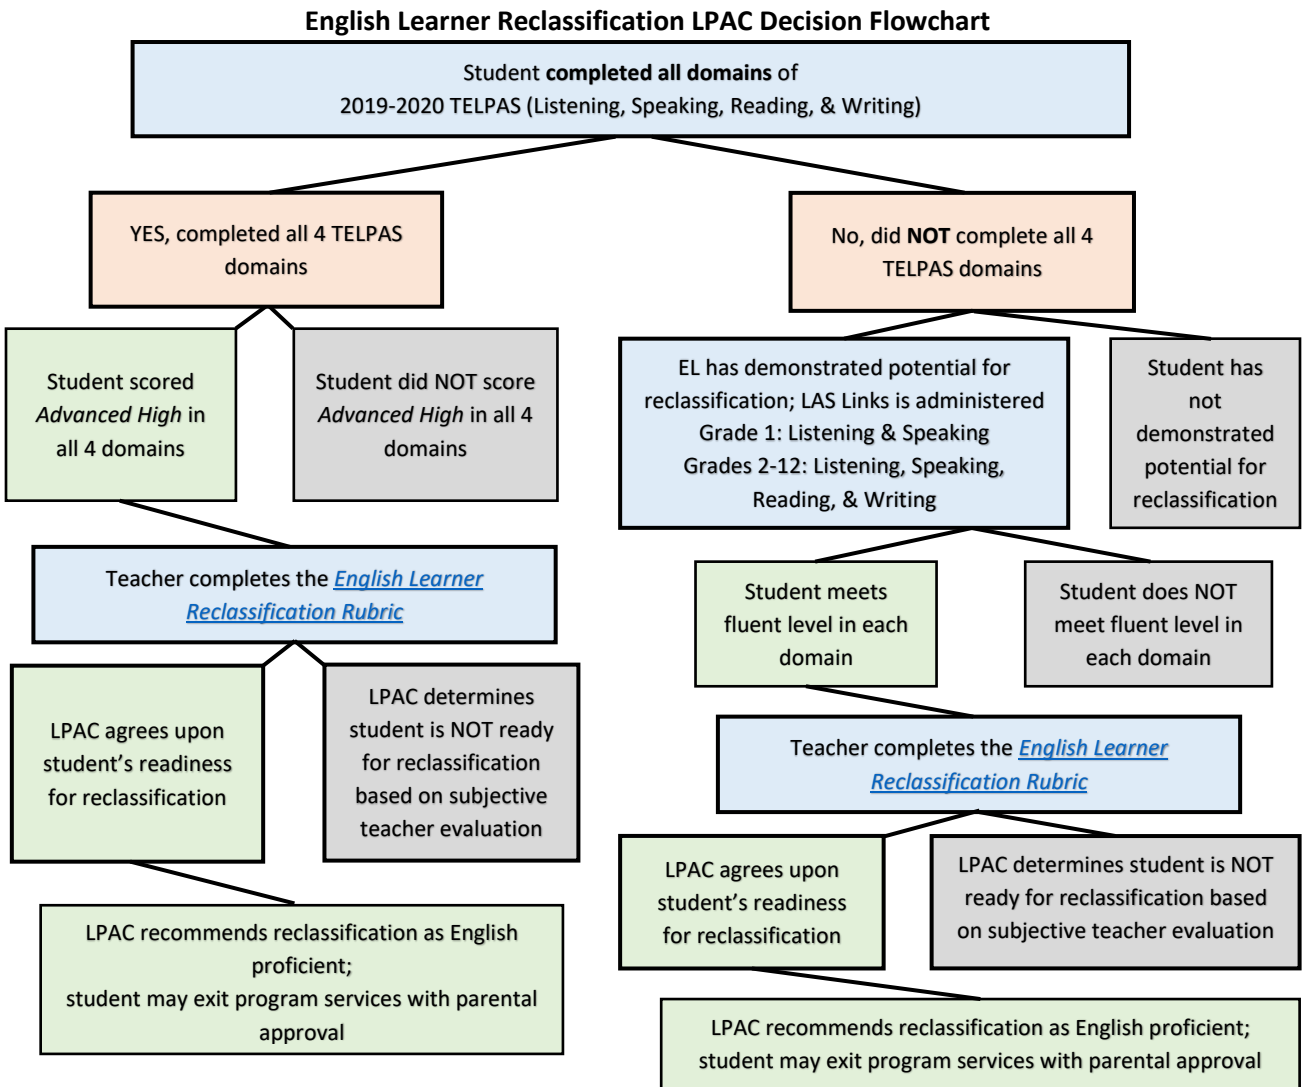 English Learner Reclassification LPAC Decision Flowchart
Student completed all domains of
2019-2020 TELPAS (Listening, Speaking, Reading, & Writing)
YES, completed all 4 TELPAS
domains
No, did NOT complete all 4
TELPAS domains
Student scored
Advanced High in
all 4 domains
Student did NOT score
Advanced High in all 4
domains
EL has demonstrated potential for
reclassification; LAS Links is administered
Grade 1: Listening & Speaking
Grades 2-12: Listening, Speaking,
Reading, & Writing
Student has
not
demonstrated
potential for
reclassification
Teacher completes the English Learner
Reclassification Rubric
Student meets
fluent level in each
domain
Student does NOT
meet fluent level in
each domain
LPAC agrees upon
student’s readiness
for reclassification
LPAC determines
student is NOT ready
for reclassification
based on subjective
teacher evaluation
Teacher completes the English Learner
Reclassification Rubric
LPAC agrees upon
student’s readiness
for reclassification
LPAC determines student is NOT
ready for reclassification based
on subjective teacher evaluation
LPAC recommends reclassification as English
proficient;
student may exit program services with parental
approval
LPAC recommends reclassification as English proficient;
student may exit program services with parental approval